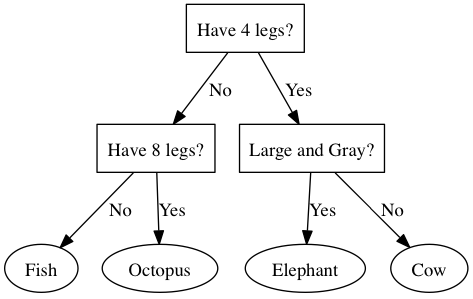 Have 4 legs?
No
Yes
Have 8 legs?
Large and Gray?
No
Yes
Yes
No
Fish
Octopus
Elephant
Cow